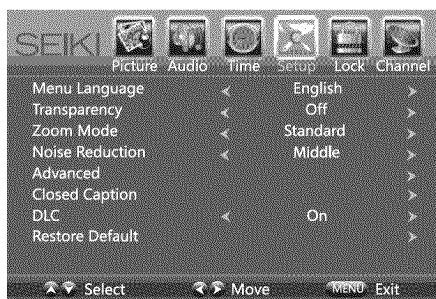 SEIKI
Picture Audio Time Setup Lock Channel
Menu Language English
Transparency Off
Zoom Mode Standard
Noise Reduction Middle
Advanced
Closed Caption
DLC On
Restore Default
Select Move MENU Exit